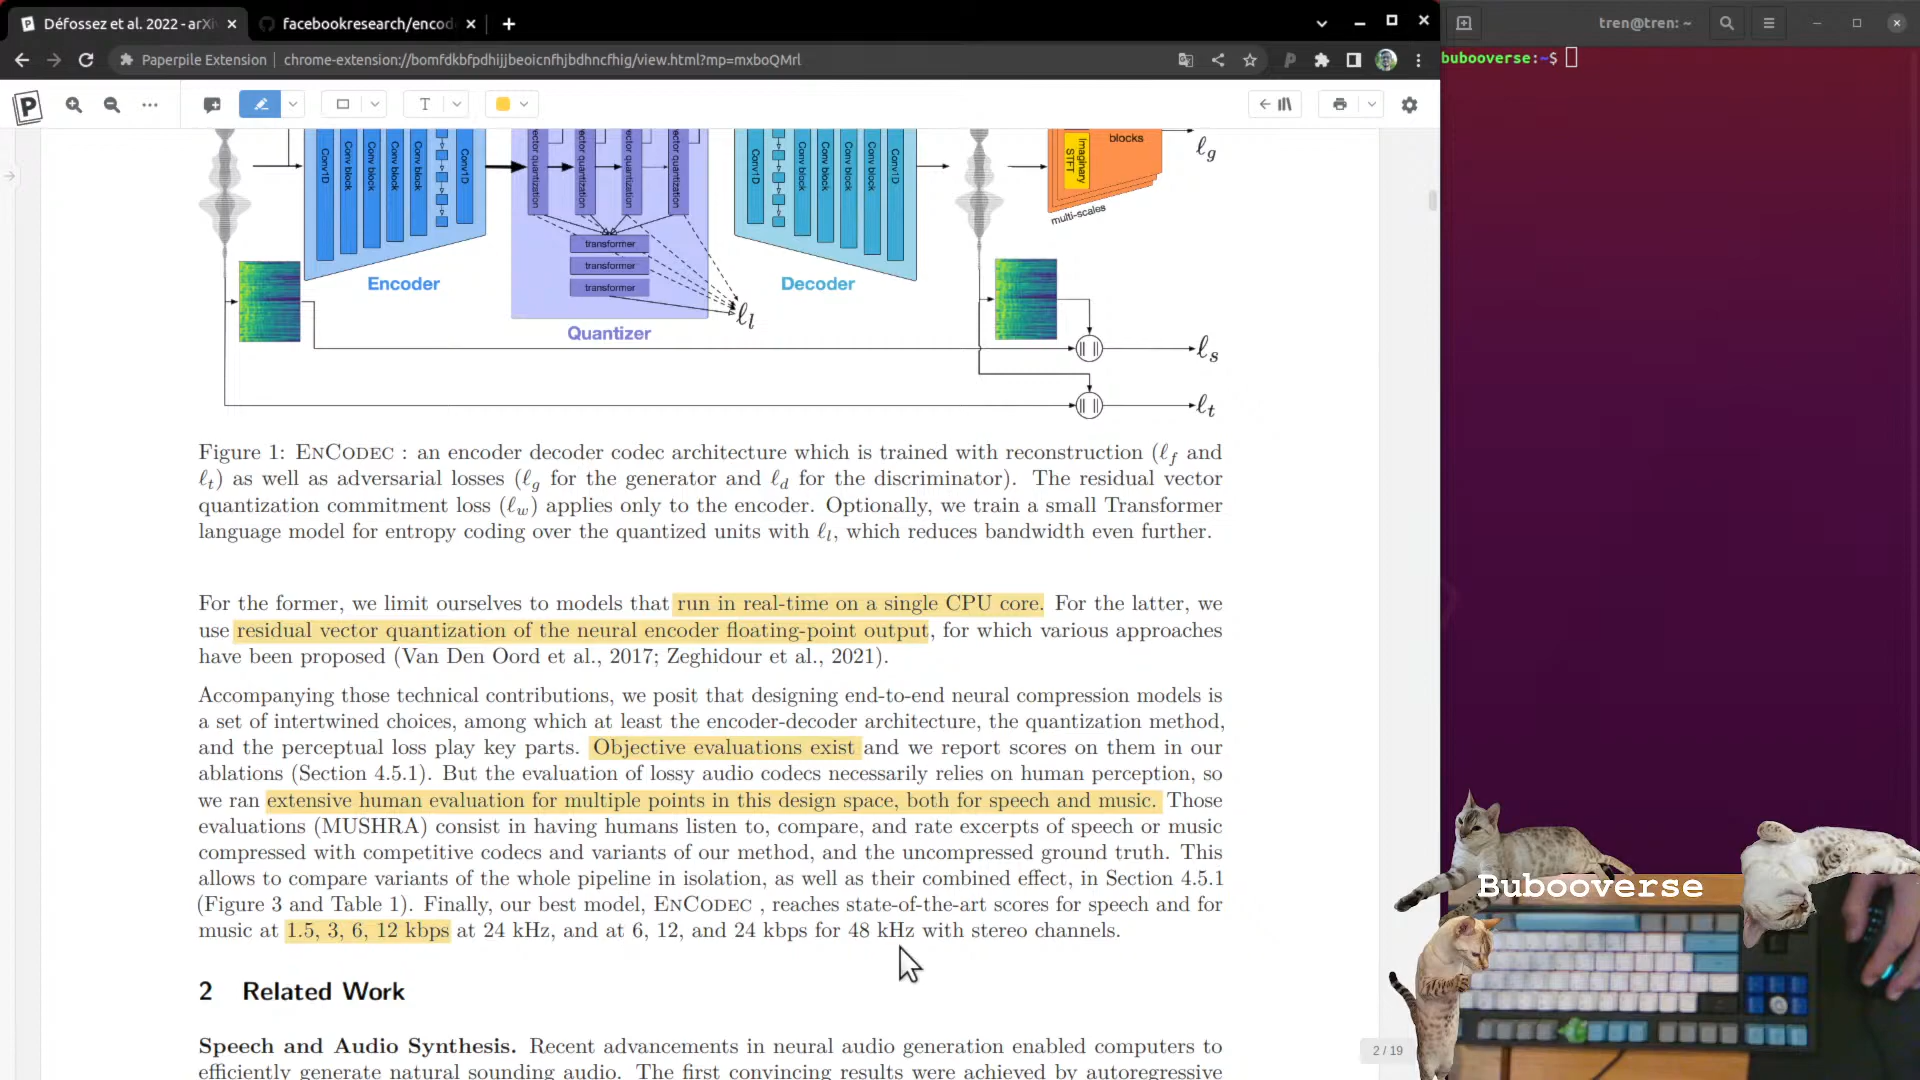 Défossez et al. 2022 - arXi
facebookresearch/encod
tren@tren: ~
Paperpile Extension
chrome-extension://bomfdkbfpdhijjbeoicnfhjbdhncfhig/view.html?mp=mxboQMrl
bubooverse:~$
P
T
Conv1D
Conv block
Conv block
Conv block
Conv block
Conv1D
vector quantization
vector quantization
vector quantization
vector quantization
Conv1D
Conv block
Conv block
Conv block
Conv block
Conv1D
Imaginary
STFT
blocks
ℓg
multi-scales
transformer
transformer
transformer
Encoder
Decoder
ℓl
Quantizer
ℓs
ℓt
Figure 1: EnCodec : an encoder decoder codec architecture which is trained with reconstruction (ℓf and
ℓt) as well as adversarial losses (ℓg for the generator and ℓd for the discriminator). The residual vector
quantization commitment loss (ℓw) applies only to the encoder. Optionally, we train a small Transformer
language model for entropy coding over the quantized units with ℓl, which reduces bandwidth even further.
For the former, we limit ourselves to models that run in real-time on a single CPU core. For the latter, we
use residual vector quantization of the neural encoder floating-point output, for which various approaches
have been proposed (Van Den Oord et al., 2017; Zeghidour et al., 2021).
Accompanying those technical contributions, we posit that designing end-to-end neural compression models is
a set of intertwined choices, among which at least the encoder-decoder architecture, the quantization method,
and the perceptual loss play key parts. Objective evaluations exist and we report scores on them in our
ablations (Section 4.5.1). But the evaluation of lossy audio codecs necessarily relies on human perception, so
we ran extensive human evaluation for multiple points in this design space, both for speech and music. Those
evaluations (MUSHRA) consist in having humans listen to, compare, and rate excerpts of speech or music
compressed with competitive codecs and variants of our method, and the uncompressed ground truth. This
allows to compare variants of the whole pipeline in isolation, as well as their combined effect, in Section 4.5.1
(Figure 3 and Table 1). Finally, our best model, EnCodec , reaches state-of-the-art scores for speech and for
music at 1.5, 3, 6, 12 kbps at 24 kHz, and at 6, 12, and 24 kbps for 48 kHz with stereo channels.
2 Related Work
Speech and Audio Synthesis. Recent advancements in neural audio generation enabled computers to
efficiently generate natural sounding audio. The first convincing results were achieved by autoregressive
2 / 19
Bubooverse